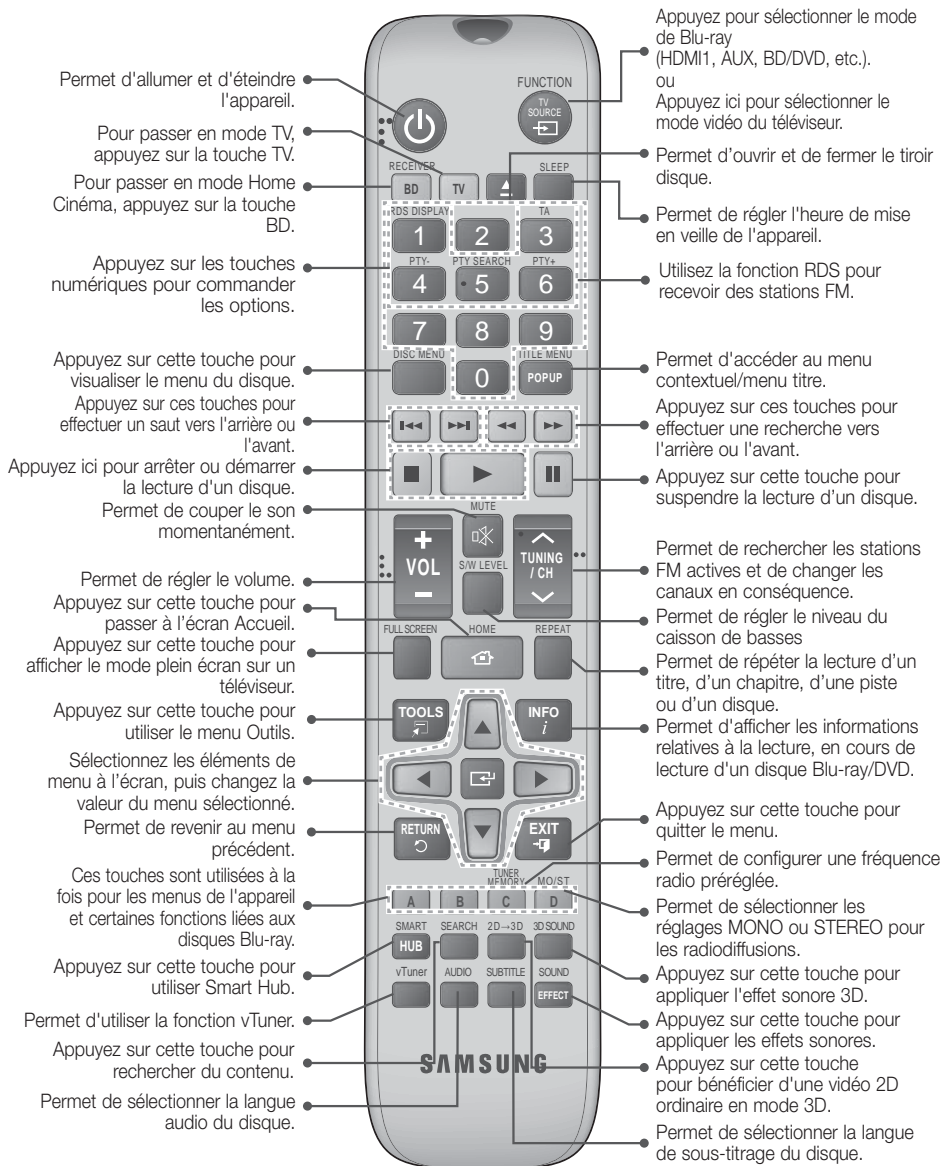 Permet d'allumer et d'éteindre
l'appareil.
Pour passer en mode TV,
appuyez sur la touche TV.
Pour passer en mode Home
Cinéma, appuyez sur la touche
BD.
Appuyez sur les touches
numériques pour commander
les options.
Appuyez sur cette touche pour
visualiser le menu du disque.
Appuyez sur ces touches pour
effectuer un saut vers l'arrière ou
l'avant.
Appuyez ici pour arrêter ou démarrer
la lecture d'un disque.
Permet de couper le son
momentanément.
Permet de régler le volume.
Appuyez sur cette touche pour
passer à l'écran Accueil.
Appuyez sur cette touche pour
afficher le mode plein écran sur un
téléviseur.
Appuyez sur cette touche pour
utiliser le menu Outils.
Sélectionnez les éléments de
menu à l'écran, puis changez la
valeur du menu sélectionné.
Permet de revenir au menu
précédent.
Ces touches sont utilisées à la
fois pour les menus de l'appareil
et certaines fonctions liées aux
disques Blu-ray.
Appuyez sur cette touche pour
utiliser Smart Hub.
Permet d'utiliser la fonction vTuner.
Appuyez sur cette touche pour
rechercher du contenu.
Permet de sélectionner la langue
audio du disque.
FUNCTION
TV
SOURCE
RECEIVER
SLEEP
BD TV
RDS DISPLAY TA
1 2 3
PTY- PTY SEARCH PTY+
4 5 6
7 8 9
DISC MENU TITLE MENU
0 POPUP
MUTE
VOL
TUNING
/ CH
S/W LEVEL
FULL SCREEN HOME REPEAT
TOOLS INFO
i
RETURN EXIT
TUNER
MEMORY MO/ST
A B C D
SMART SEARCH 2D→3D 3D SOUND
HUB
vTuner AUDIO SUBTITLE SOUND
EFFECT
SAMSUNG
Appuyez pour sélectionner le mode
de Blu-ray
(HDMI1, AUX, BD/DVD, etc.).
ou
Appuyez ici pour sélectionner le
mode vidéo du téléviseur.
Permet d’ouvrir et de fermer le tiroir
disque.
Permet de régler l'heure de mise
en veille de l'appareil.
Utilisez la fonction RDS pour
recevoir des stations FM.
Permet d'accéder au menu
contextuel/menu titre.
Appuyez sur ces touches pour
effectuer une recherche vers
l'arrière ou l'avant.
Appuyez sur cette touche pour
suspendre la lecture d’un disque.
Permet de rechercher les stations
FM actives et de changer les
canaux en conséquence.
Permet de régler le niveau du
caisson de basses
Permet de répéter la lecture d’un
titre, d’un chapitre, d’une piste
ou d’un disque.
Permet d'afficher les informations
relatives à la lecture, en cours de
lecture d'un disque Blu-ray/DVD.
Appuyez sur cette touche pour
quitter le menu.
Permet de configurer une fréquence
radio préréglée.
Permet de sélectionner les
réglages MONO ou STEREO pour
les radiodiffusions.
Appuyez sur cette touche pour
appliquer l'effet sonore 3D.
Appuyez sur cette touche pour
appliquer les effets sonores.
Appuyez sur cette touche
pour bénéficier d'une vidéo 2D
ordinaire en mode 3D.
Permet de sélectionner la langue
de sous-titrage du disque.